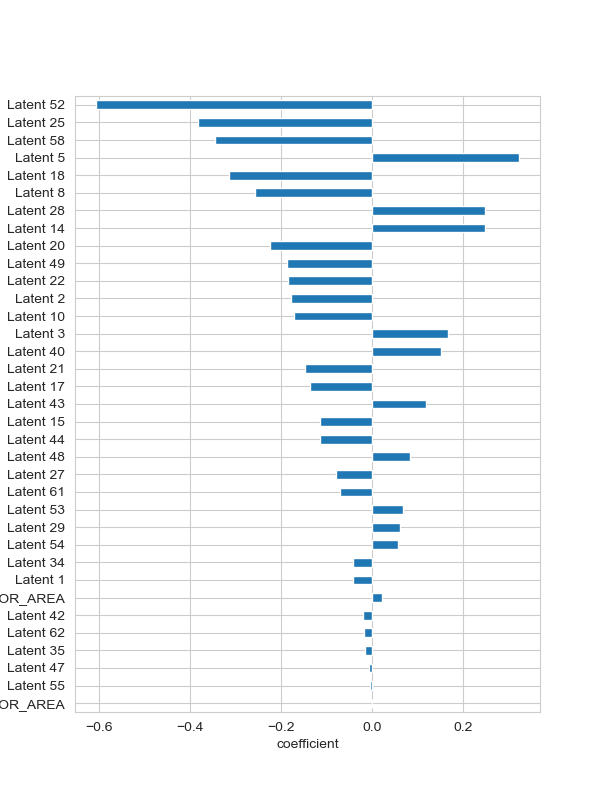 Latent 52
Latent 25
Latent 58
Latent 5
Latent 18
Latent 8
Latent 28
Latent 14
Latent 20
Latent 49
Latent 22
Latent 2
Latent 10
Latent 3
Latent 40
Latent 21
Latent 17
Latent 43
Latent 15
Latent 44
Latent 48
Latent 27
Latent 61
Latent 53
Latent 29
Latent 54
Latent 34
Latent 1
OR_AREA
Latent 42
Latent 62
Latent 35
Latent 47
Latent 55
OR_AREA
−0.6 −0.4 −0.2 0.0 0.2
coefficient